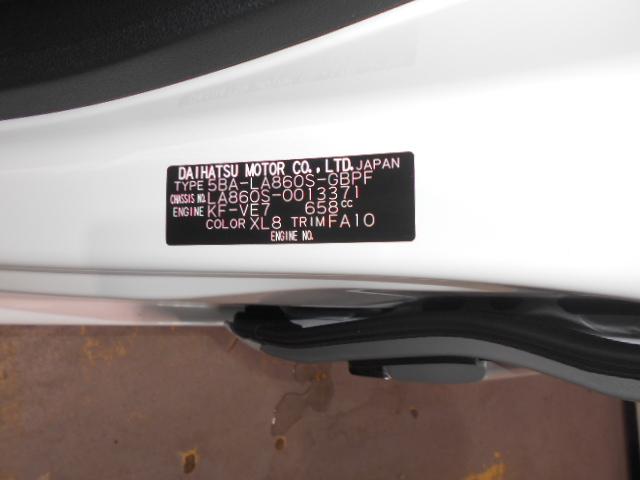 DAIHATSU MOTOR CO.,LTD. JAPAN
TYPE 5BA-LA860S-GBPF
CHASSIS NO. LA860S-0013371
ENGINE KF-VE7 658cc
COLOR XL8 TRIM FA10
ENGINE NO.